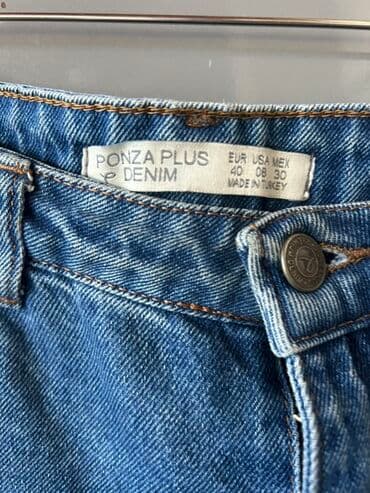 PONZA PLUS
DENIM
EUR USA MEX
40 08 30
MADE IN TURKEY